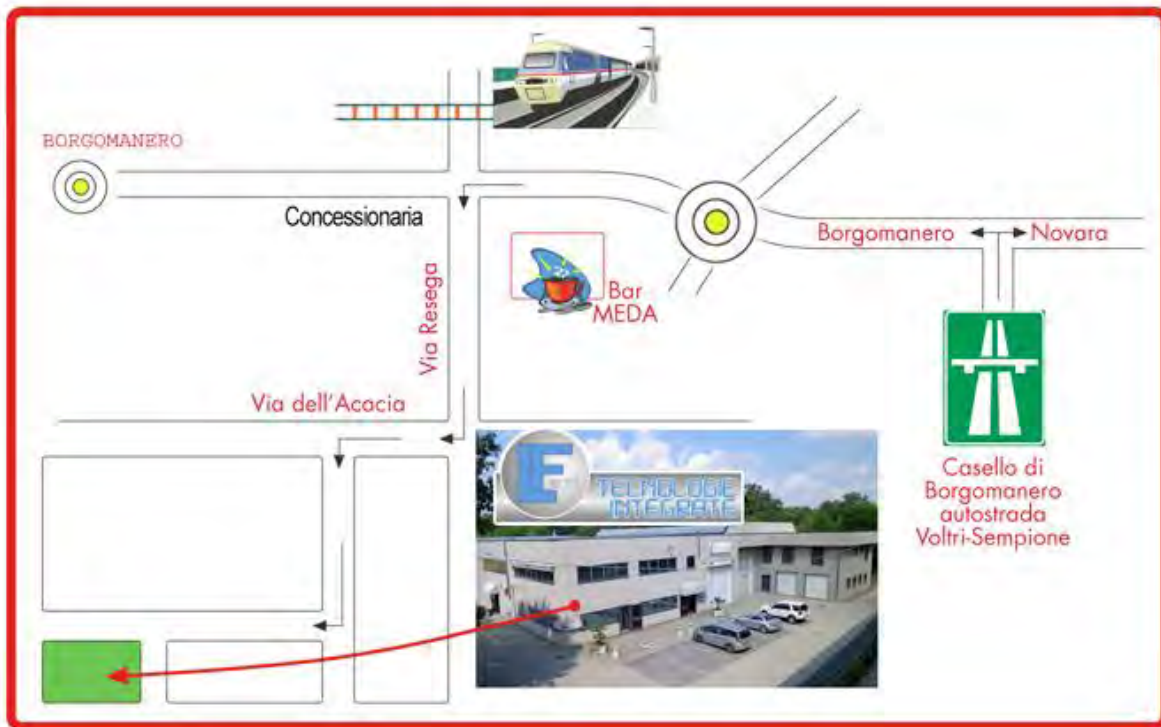 BORGOMANERO
Concessionaria
Borgomanero
Novara
Via Resega
Bar
MEDA
Via dell'Acacia
LF
TECNOLOGIE
INTEGRATE
Casello di
Borgomanero
autostrada
Voltri-Sempione